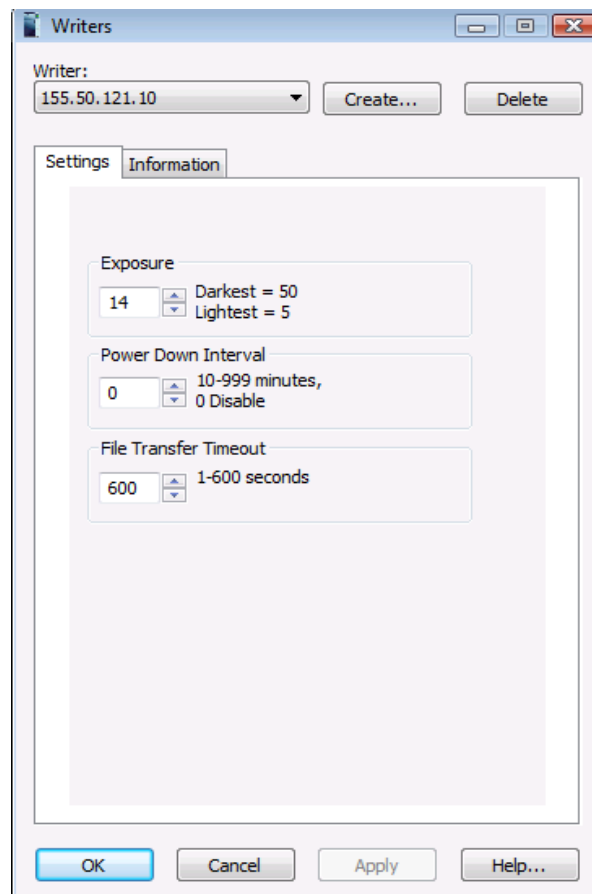 Writers
Writer:
155.50.121.10
Create...
Delete
Settings
Information
Exposure
14
Darkest = 50
Lightest = 5
Power Down Interval
0
10-999 minutes,
0 Disable
File Transfer Timeout
600
1-600 seconds
OK
Cancel
Apply
Help...